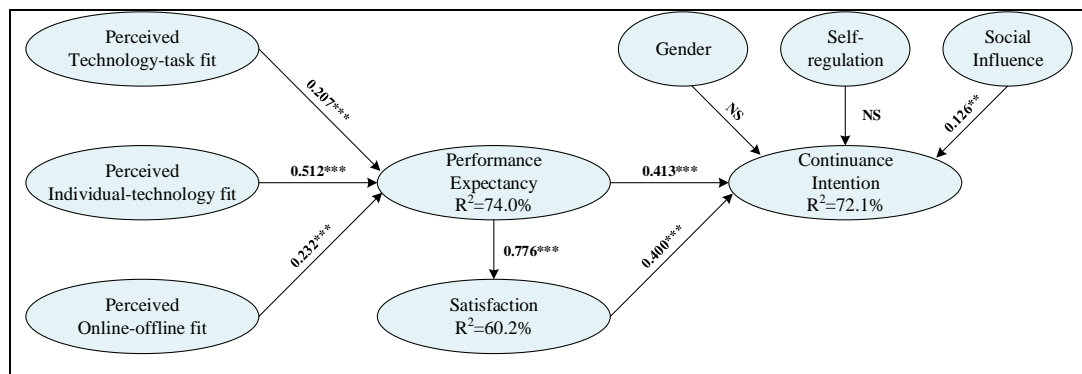 Perceived
Technology-task fit
Gender
Self-
regulation
Social
Influence
0.207***
NS
NS
0.126**
Perceived
Individual-technology fit
0.512***
Performance
Expectancy
R²=74.0%
0.413***
Continuance
Intention
R²=72.1%
0.232***
0.776***
0.400***
Perceived
Online-offline fit
Satisfaction
R²=60.2%